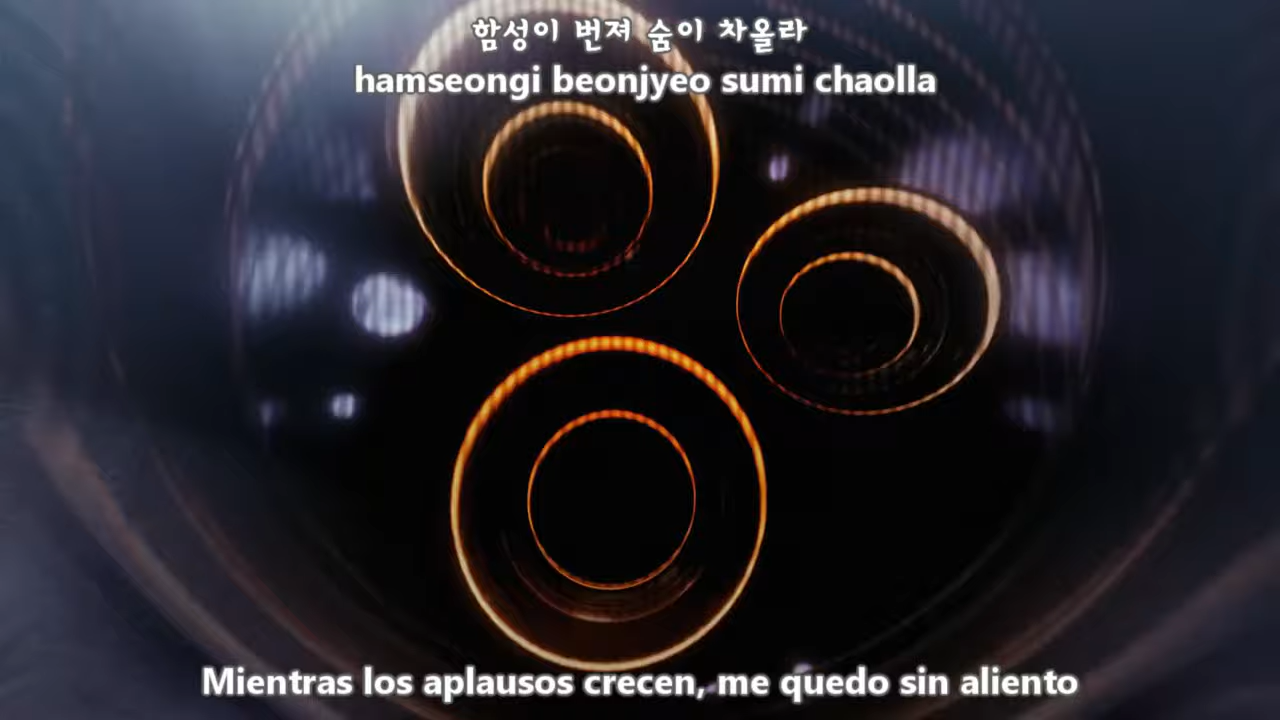 함성이 번져 숨이 차올라
hamseongi beonjyeo sumi chaolla
Mientras los aplausos crecen, me quedo sin aliento